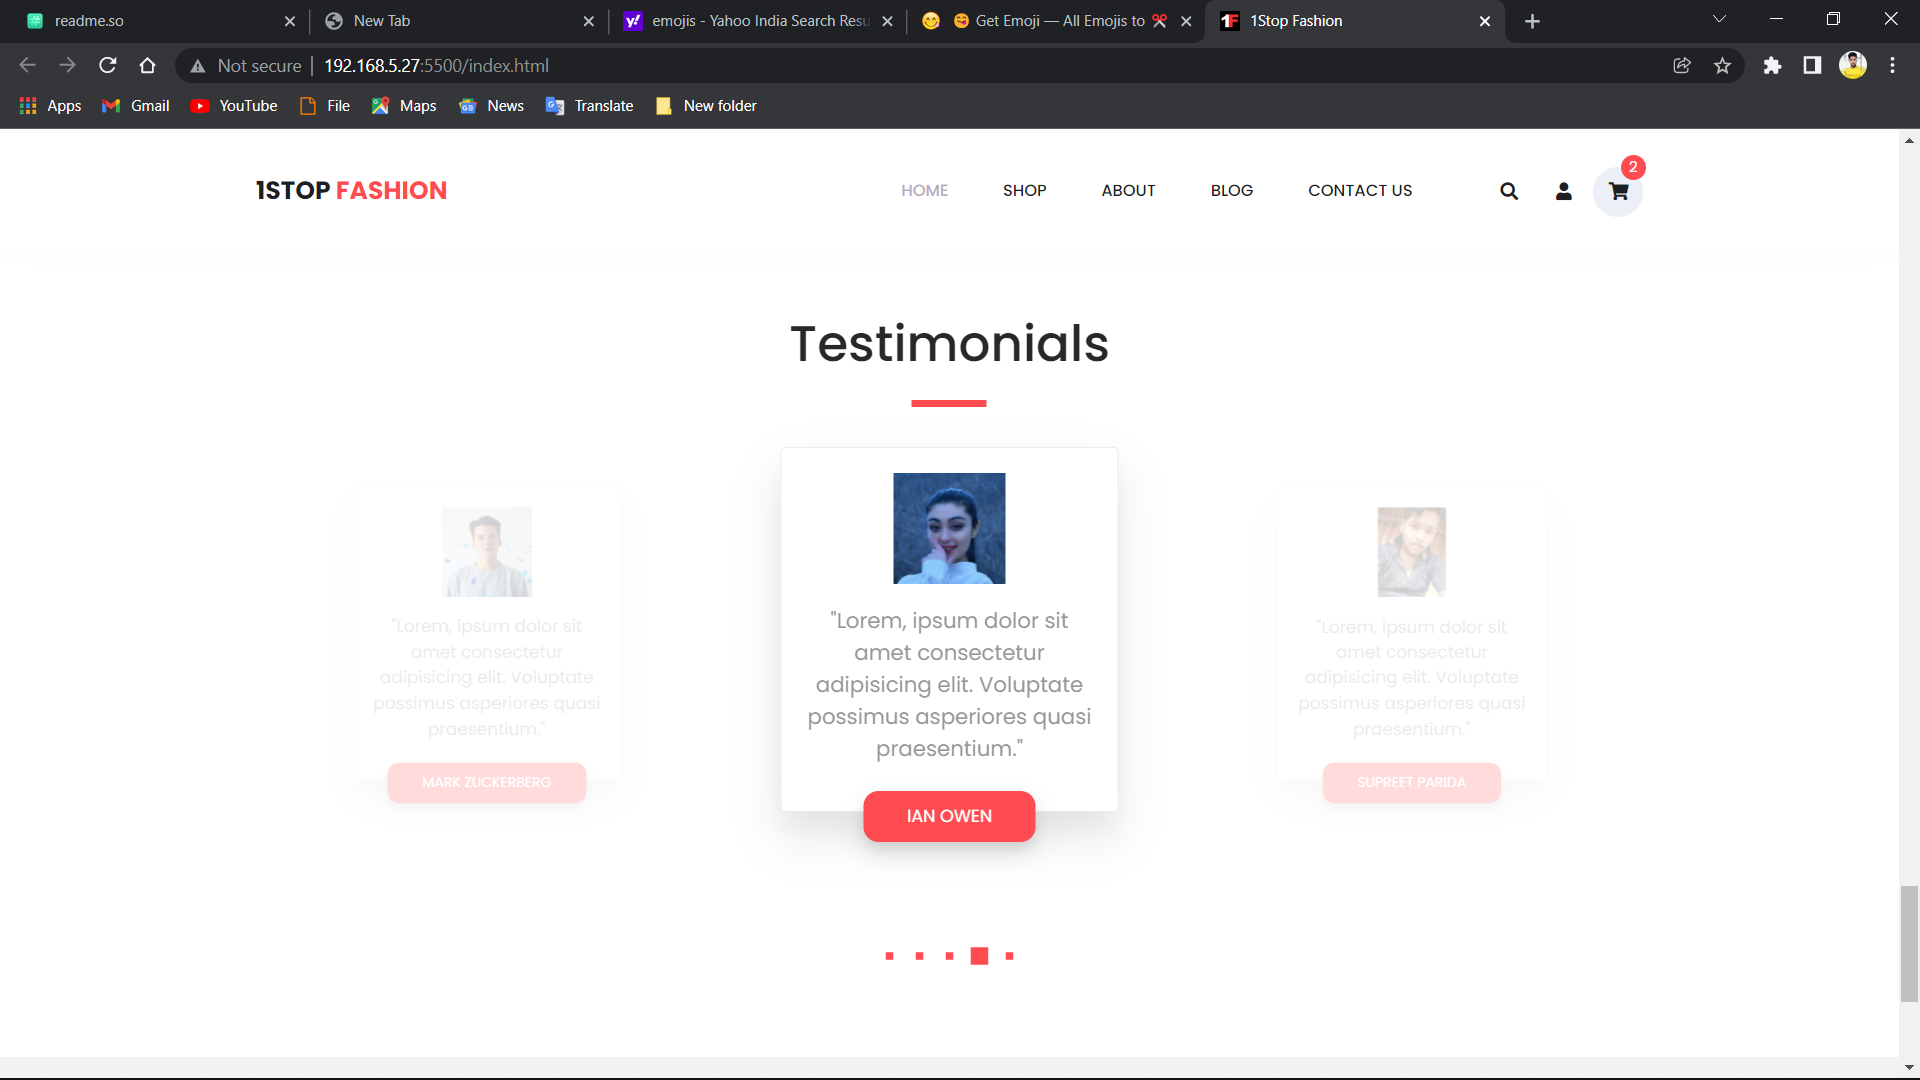 readme.so
New Tab
emojis - Yahoo India Search Resu
Get Emoji — All Emojis to
1Stop Fashion
Not secure 192.168.5.27:5500/index.html
Apps Gmail YouTube File Maps News Translate New folder
1STOP FASHION
HOME SHOP ABOUT BLOG CONTACT US 2
Testimonials
"Lorem, ipsum dolor sit
amet consectetur
adipisicing elit. Voluptate
possimus asperiores quasi
praesentium."
MARK ZUCKERBERG
"Lorem, ipsum dolor sit
amet consectetur
adipisicing elit. Voluptate
possimus asperiores quasi
praesentium."
IAN OWEN
"Lorem, ipsum dolor sit
amet consectetur
adipisicing elit. Voluptate
possimus asperiores quasi
praesentium."
SUPREET PARIDA